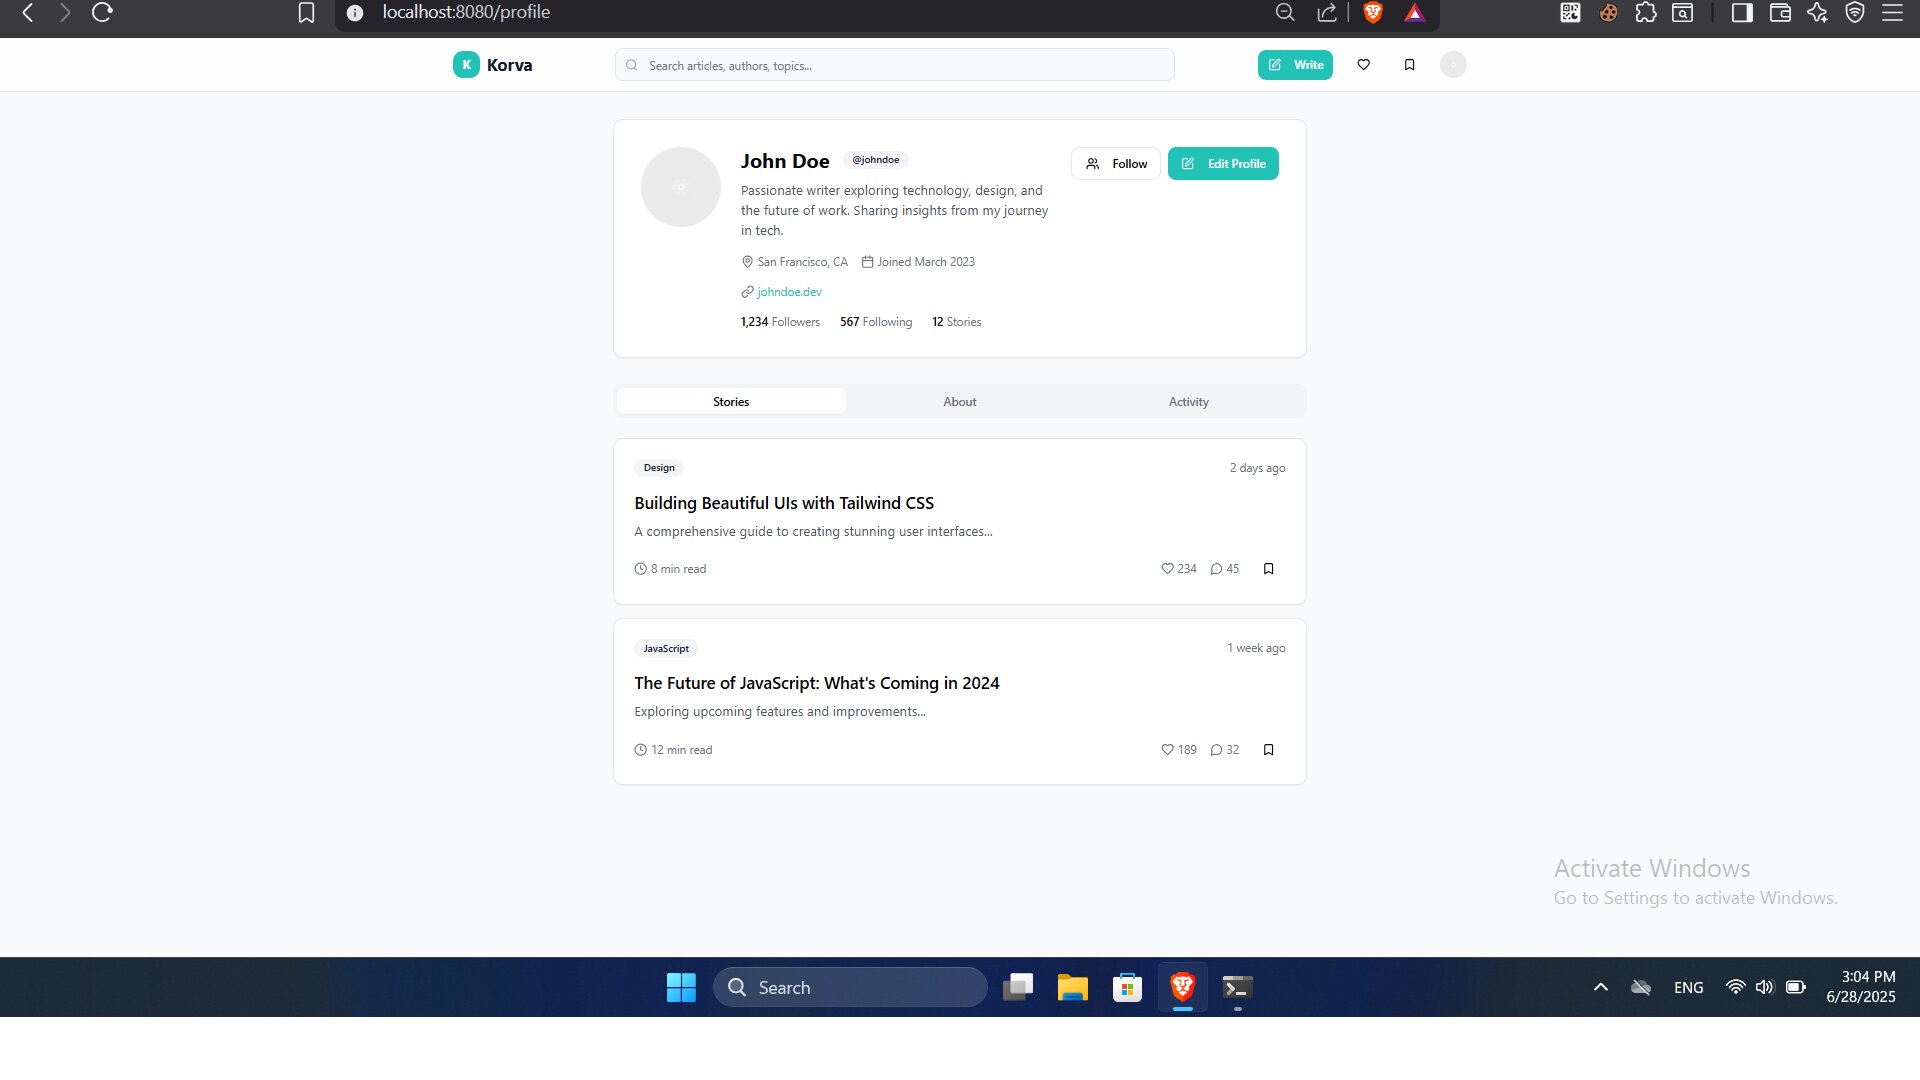 localhost:8080/profile
K Korva
Search articles, authors, topics...
Write
John Doe @johndoe
Follow
Edit Profile
Passionate writer exploring technology, design, and
the future of work. Sharing insights from my journey
in tech.
San Francisco, CA Joined March 2023
johndoe.dev
1,234 Followers 567 Following 12 Stories
Stories About Activity
Design 2 days ago
Building Beautiful UIs with Tailwind CSS
A comprehensive guide to creating stunning user interfaces...
8 min read 234 45
JavaScript 1 week ago
The Future of JavaScript: What's Coming in 2024
Exploring upcoming features and improvements...
12 min read 189 32
Activate Windows
Go to Settings to activate Windows.
Search
ENG
3:04 PM
6/28/2025